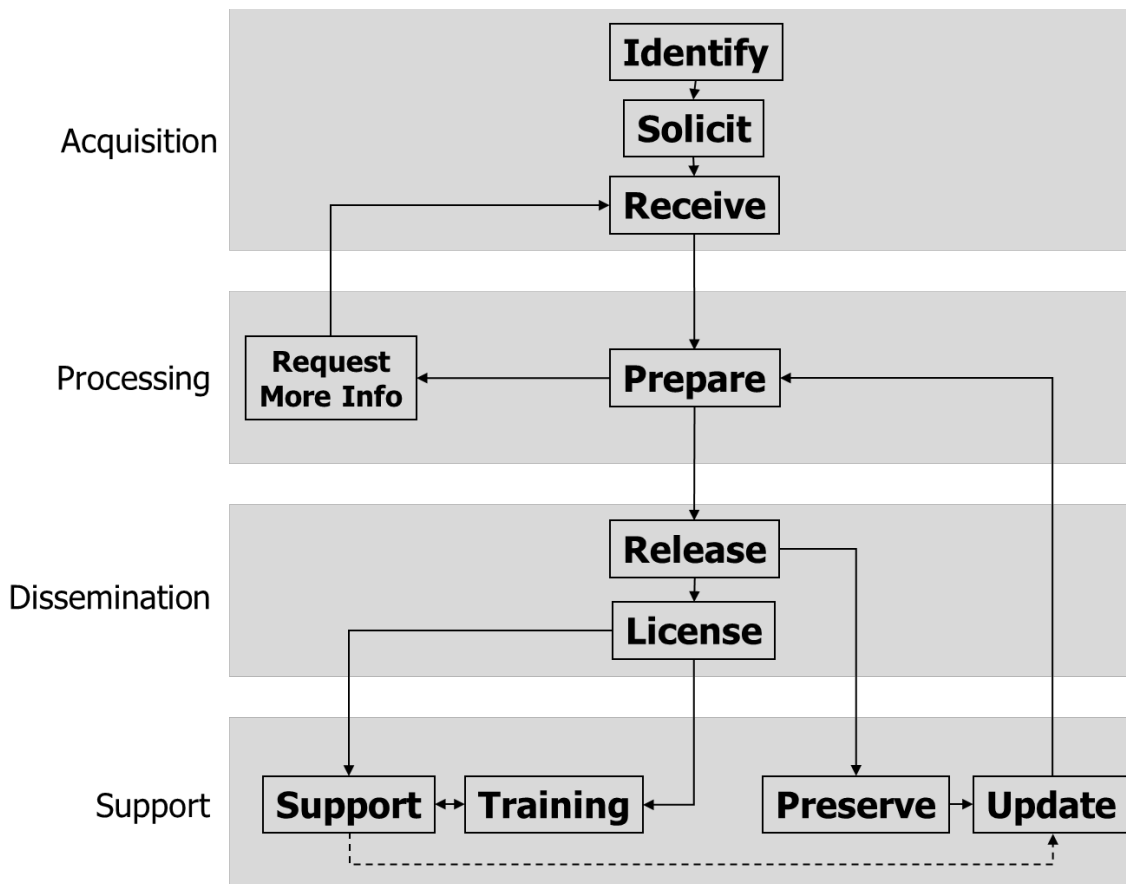 Acquisition
Identify
Solicit
Receive
Processing
Request
More Info
Prepare
Dissemination
Release
License
Support
Support
Training
Preserve
Update